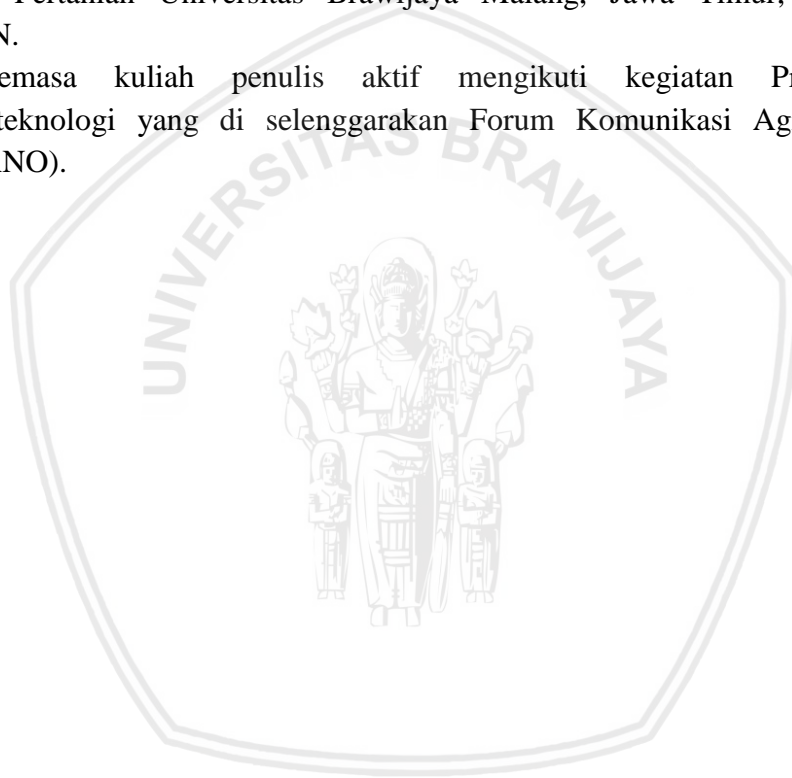 Pertanian Universitas Brawijaya Malang, Jawa Timur,
N.
emasa kuliah penulis aktif mengikuti kegiatan Pr
teknologi yang di selenggarakan Forum Komunikasi Ag
NO).
UNIVERSITAS BRAWIJAYA